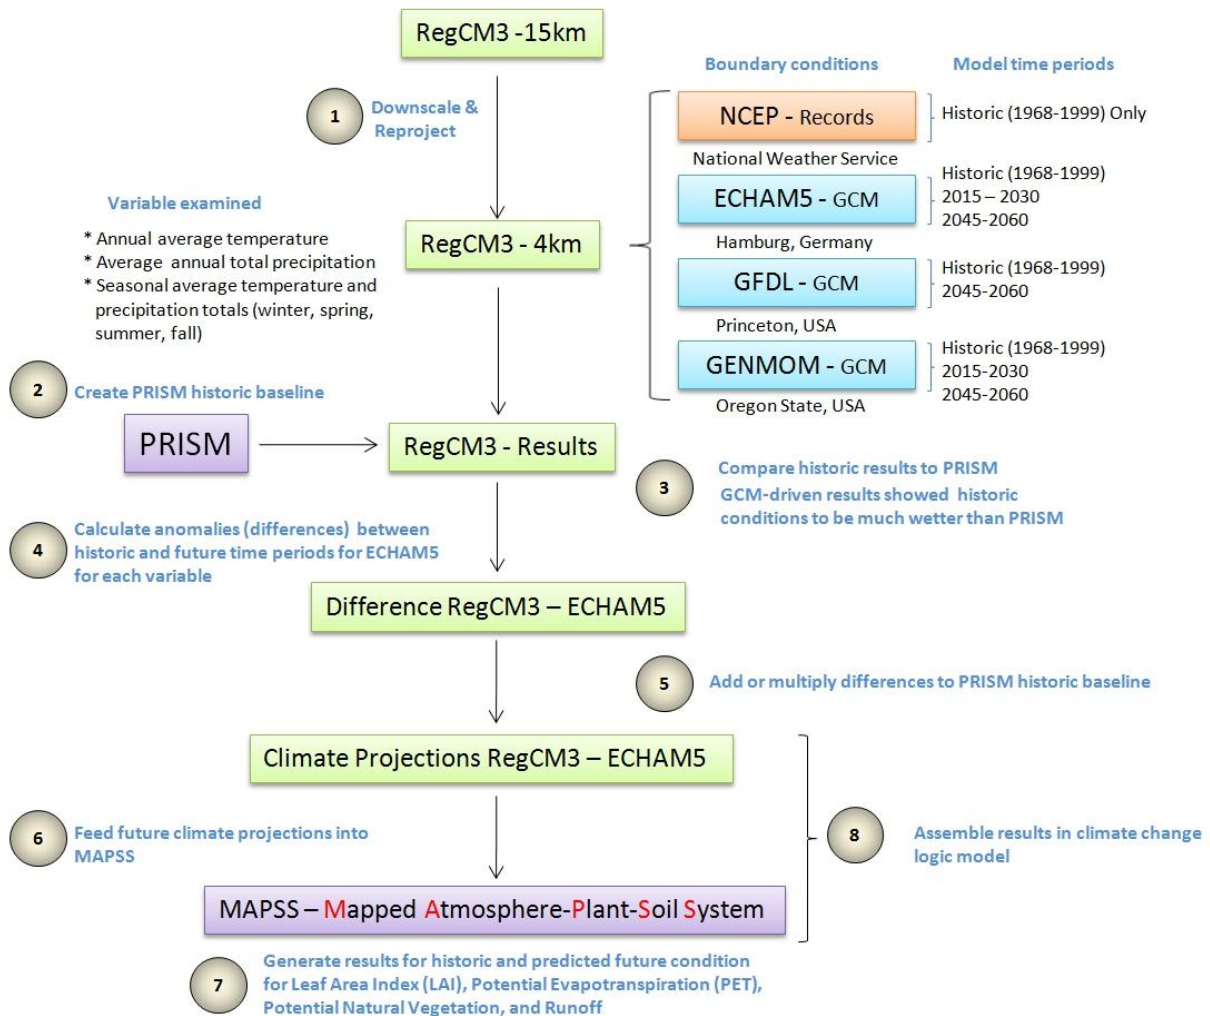 RegCM3 -15km
1
Downscale &
Reproject
Boundary conditions
Model time periods
NCEP - Records
Historic (1968-1999) Only
National Weather Service
ECHAM5 - GCM
Historic (1968-1999)
2015 – 2030
2045-2060
Hamburg, Germany
GFDL - GCM
Historic (1968-1999)
2045-2060
Princeton, USA
GENMOM - GCM
Historic (1968-1999)
2015-2030
2045-2060
Oregon State, USA
Variable examined
* Annual average temperature
* Average annual total precipitation
* Seasonal average temperature and
precipitation totals (winter, spring,
summer, fall)
RegCM3 - 4km
2
Create PRISM historic baseline
PRISM
RegCM3 - Results
3
Compare historic results to PRISM
GCM-driven results showed historic
conditions to be much wetter than PRISM
4
Calculate anomalies (differences) between
historic and future time periods for ECHAM5
for each variable
Difference RegCM3 – ECHAM5
5
Add or multiply differences to PRISM historic baseline
Climate Projections RegCM3 – ECHAM5
6
Feed future climate projections into
MAPSS
8
Assemble results in climate change
logic model
MAPSS – Mapped Atmosphere-Plant-Soil System
7
Generate results for historic and predicted future condition
for Leaf Area Index (LAI), Potential Evapotranspiration (PET),
Potential Natural Vegetation, and Runoff